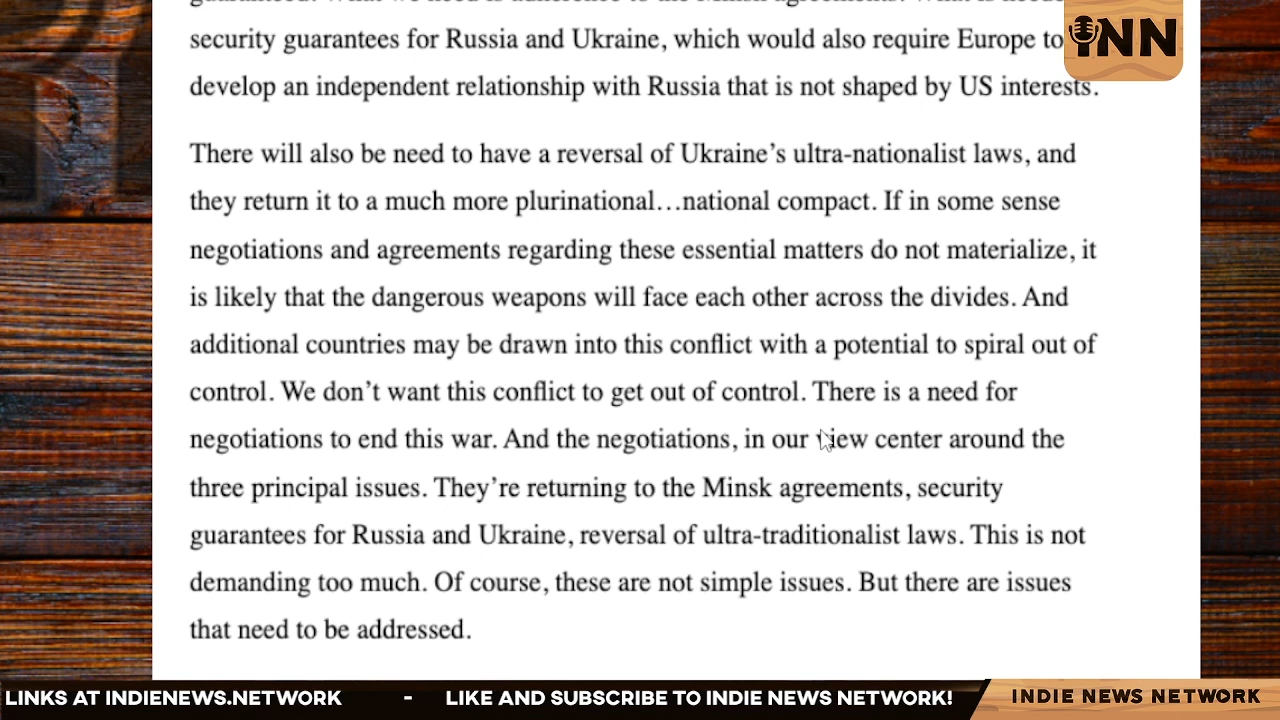 security guarantees for Russia and Ukraine, which would also require Europe to
develop an independent relationship with Russia that is not shaped by US interests.
There will also be need to have a reversal of Ukraine's ultra-nationalist laws, and
they return it to a much more plurinational…national compact. If in some sense
negotiations and agreements regarding these essential matters do not materialize, it
is likely that the dangerous weapons will face each other across the divides. And
additional countries may be drawn into this conflict with a potential to spiral out of
control. We don't want this conflict to get out of control. There is a need for
negotiations to end this war. And the negotiations, in our view center around the
three principal issues. They're returning to the Minsk agreements, security
guarantees for Russia and Ukraine, reversal of ultra-traditionalist laws. This is not
demanding too much. Of course, these are not simple issues. But there are issues
that need to be addressed.
INN
LINKS AT INDIENEWS.NETWORK - LIKE AND SUBSCRIBE TO INDIE NEWS NETWORK!
INDIE NEWS NETWORK